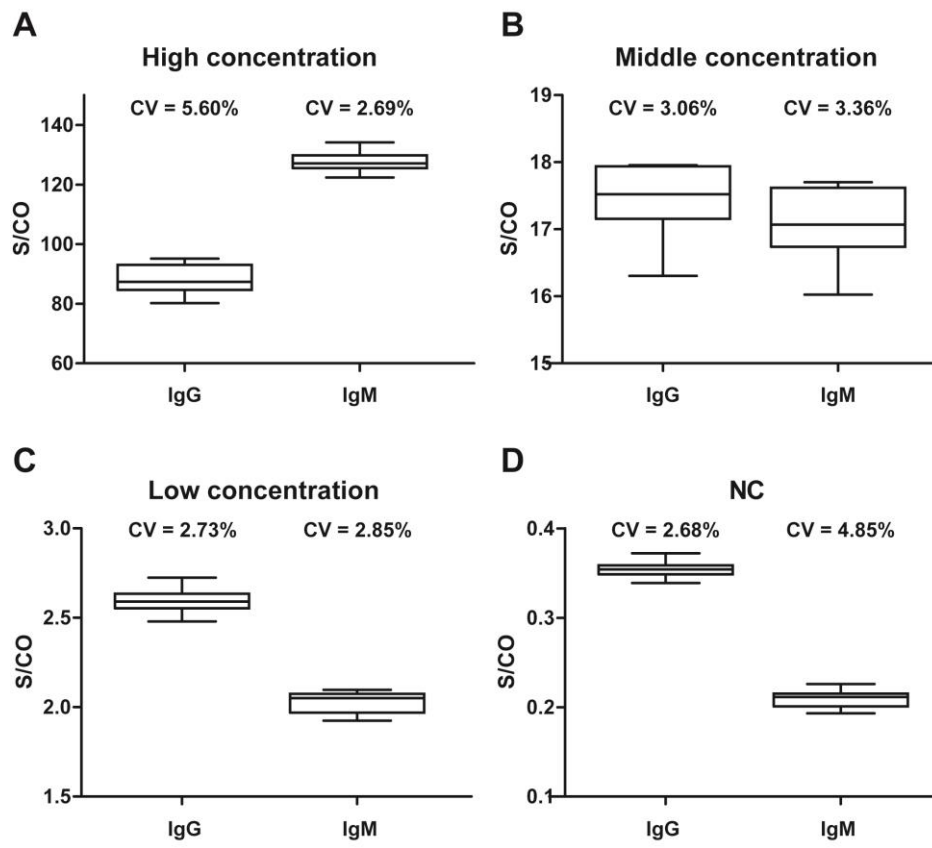 A
High concentration
CV = 5.60%
CV = 2.69%
S/CO
140
120
100
80
60
IgG
IgM
B
Middle concentration
CV = 3.06%
CV = 3.36%
S/CO
19
18
17
16
15
IgG
IgM
C
Low concentration
CV = 2.73%
CV = 2.85%
S/CO
3.0
2.5
2.0
1.5
IgG
IgM
D
NC
CV = 2.68%
CV = 4.85%
S/CO
0.4
0.3
0.2
0.1
IgG
IgM